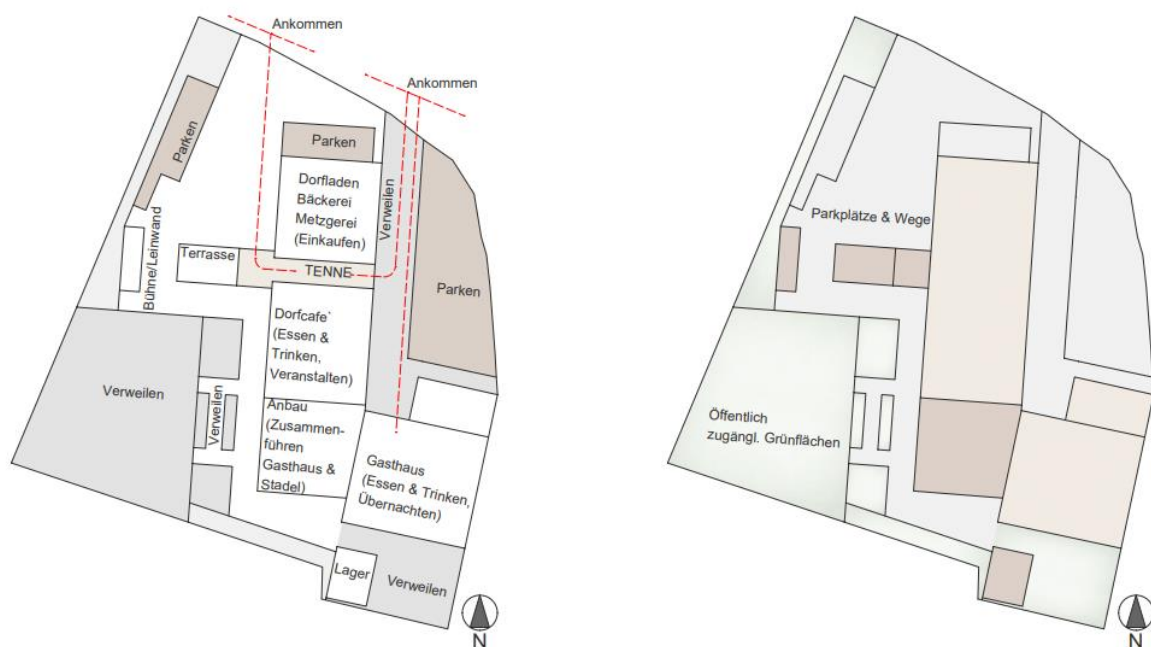 Ankommen
Ankommen
Parken
Parken
Dorfladen
Bäckerei
Metzgerei
(Einkaufen)
Verweilen
Bühne/Leinwand
Terrasse
TENNE
Parken
Dorfcafe`
(Essen &
Trinken,
Veranstalten)
Verweilen
Verweilen
Anbau
(Zusammen-
führen
Gasthaus &
Stadel)
Gasthaus
(Essen & Trinken,
Übernachten)
Lager
Verweilen
N
Parkplätze & Wege
Öffentlich
zugängl. Grünflächen
N